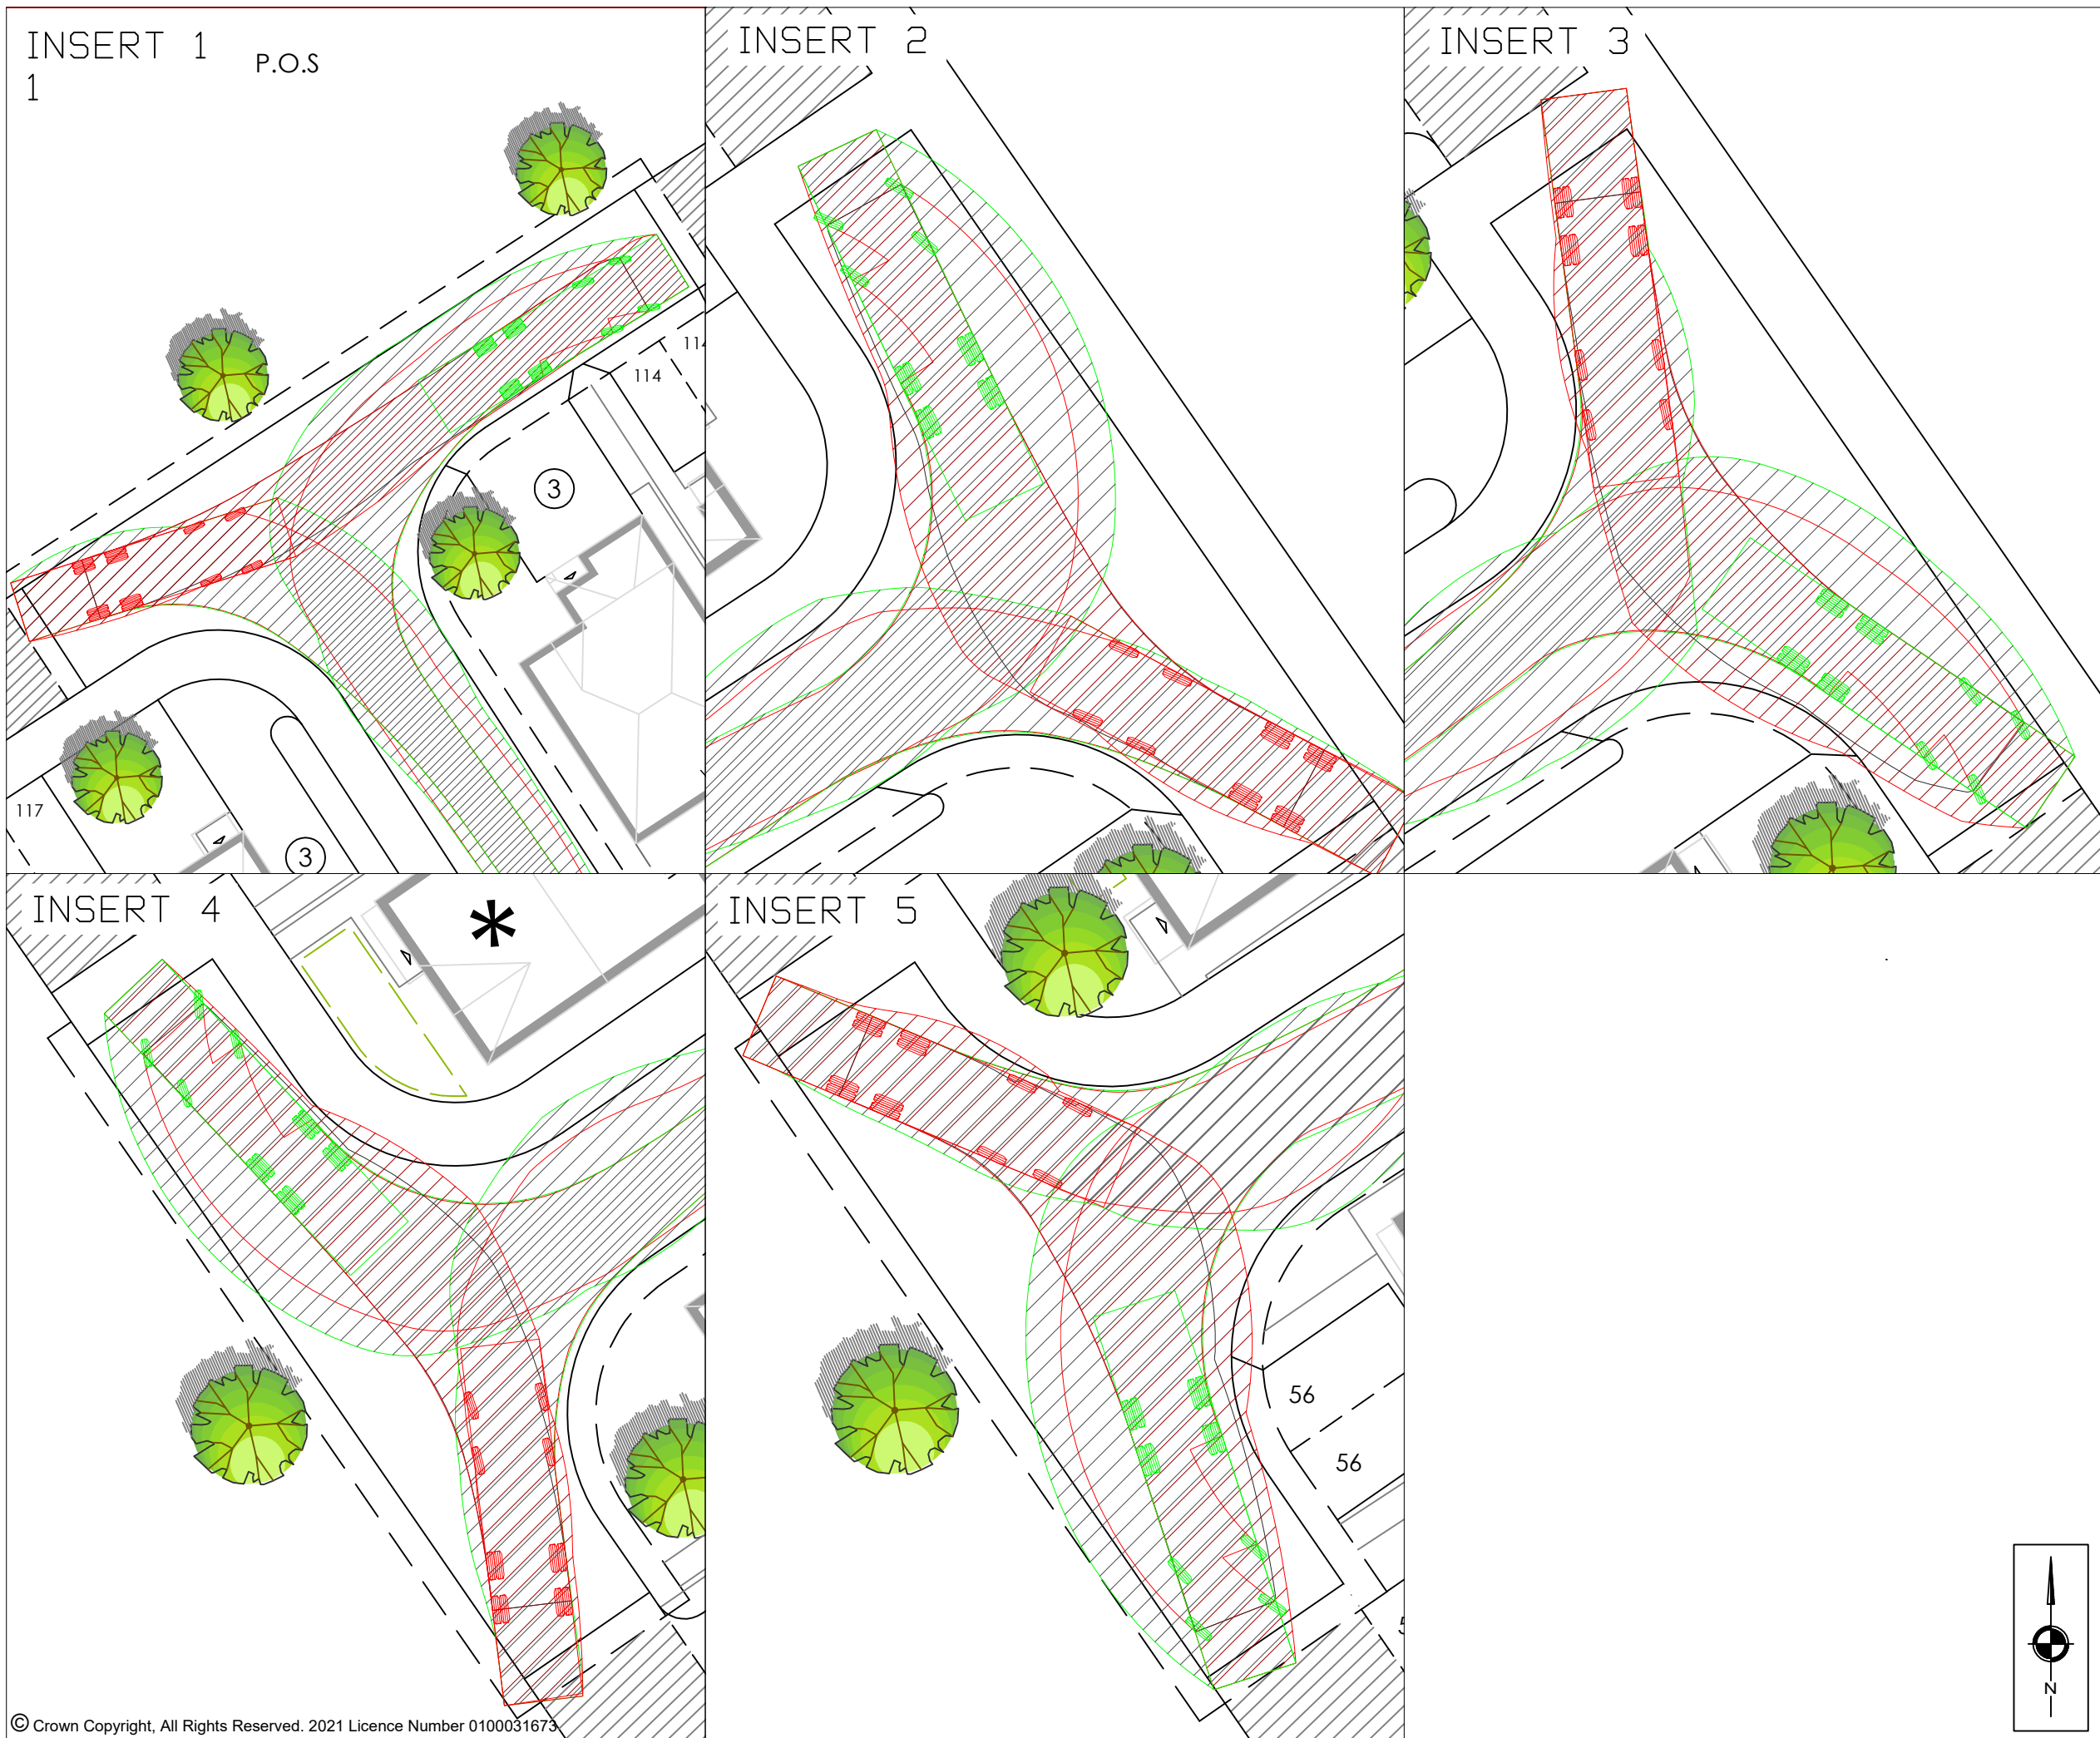 INSERT 1
1
P.O.S
114
114
3
117
3
INSERT 2
INSERT 3
INSERT 4
*
© Crown Copyright, All Rights Reserved. 2021 Licence Number 0100031673
INSERT 5
56
56
N